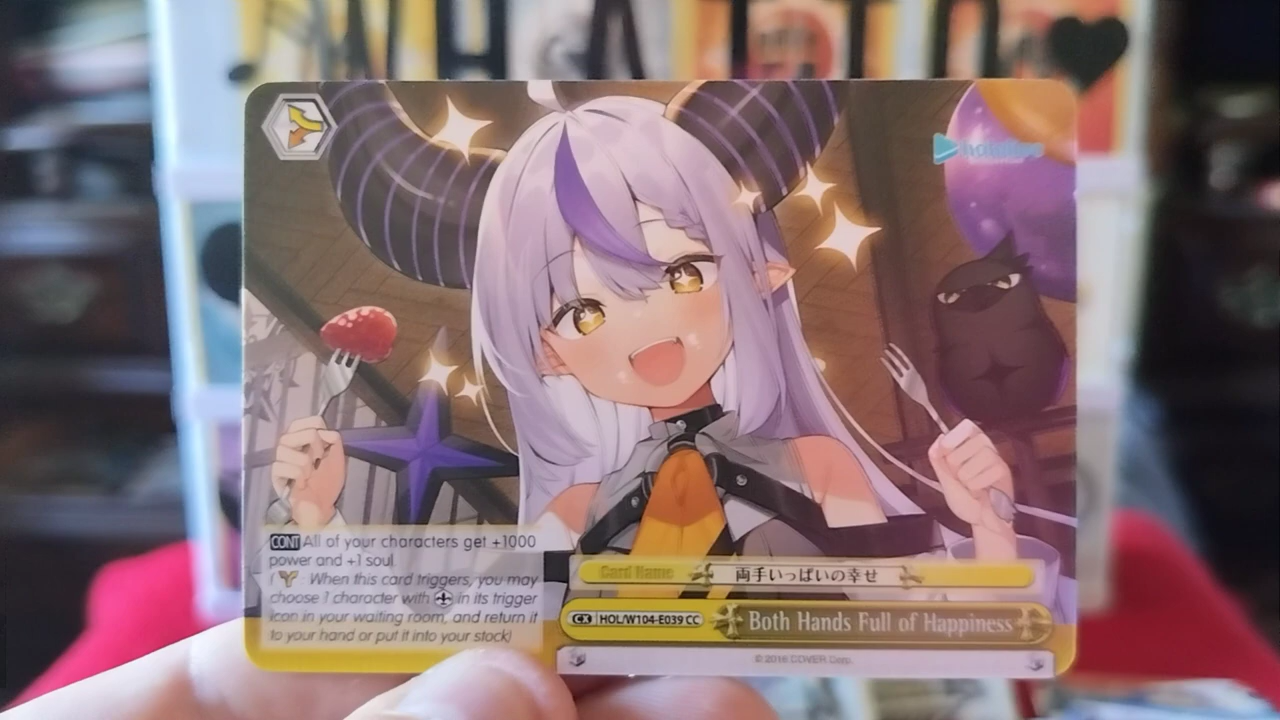 WHAT
hololive
CONT All of your characters get +1000
power and +1 soul.
( : When this card triggers, you may
choose 1 character with in its trigger
icon in your waiting room, and return it
to your hand or put it into your stock)
Card Name 両手いっぱいの幸せ
CX HOL/W104-E039 CC Both Hands Full of Happiness
© 2016 COVER Corp.